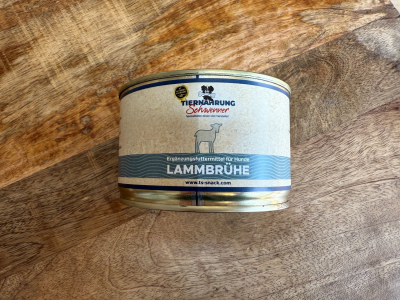 TIERNAHRUNG
Schwenner
Ergänzungsfuttermittel für Hunde
LAMMBRÜHE
www.ts-snack.com